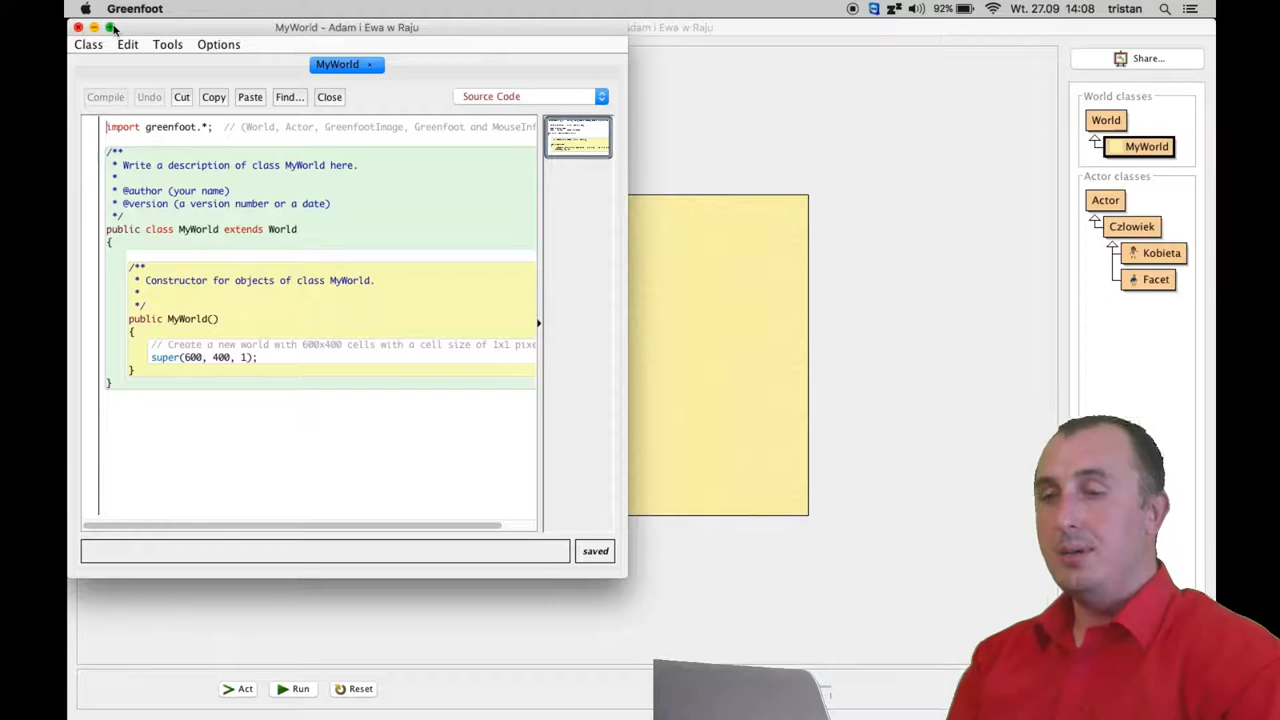 Greenfoot
92%
Wt. 27.09 14:08
tristan
MyWorld - Adam i Ewa w Raju
dam i Ewa w Raju
Class
Edit
Tools
Options
Share...
MyWorld
Compile
Undo
Cut
Copy
Paste
Find...
Close
Source Code
import greenfoot.*;  // (World, Actor, GreenfootImage, Greenfoot and MouseInf
/**
 * Write a description of class MyWorld here.
 *
 * @author (your name)
 * @version (a version number or a date)
 */
public class MyWorld extends World
{
/**
 * Constructor for objects of class MyWorld.
 *
 */
public MyWorld()
{
// Create a new world with 600x400 cells with a cell size of 1x1 pixe
super(600, 400, 1);
}
}
saved
World classes
World
MyWorld
Actor classes
Actor
Człowiek
Kobieta
Facet
Act
Run
Reset